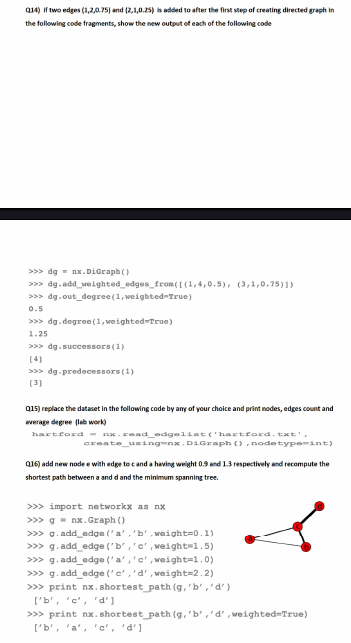 Q14) if two edges (1,2,0.75) and (2,1,0.25) is added to after the first step of creating directed graph in
the following code fragments, show the new output of each of the following code
>>> dg = nx.DiGraph()
>>> dg.add_weighted_edges_from([(1,4,0.5), (3,1,0.75)])
>>> dg.out_degree(1,weighted=True)
0.5
>>> dg.degree(1,weighted=True)
1.25
>>> dg.successors(1)
[4]
>>> dg.predecessors(1)
[3]
Q15) replace the dataset in the following code by any of your choice and print nodes, edges count and
average degree (lab work)
hartford = nx.read_edgelist('hartford.txt',
create_using=nx.DiGraph(),nodetype=int)
Q16) add new node e with edge to c and a having weight 0.9 and 1.3 respectively and recompute the
shortest path between a and d and the minimum spanning tree.
>>> import networkx as nx
>>> g = nx.Graph()
>>> g.add_edge('a','b',weight=0.1)
>>> g.add_edge('b','c',weight=1.5)
>>> g.add_edge('a','c',weight=1.0)
>>> g.add_edge('c','d',weight=2.2)
>>> print nx.shortest_path(g,'b','d')
['b', 'c', 'd']
>>> print nx.shortest_path(g,'b','d',weighted=True)
['b', 'a', 'c', 'd']